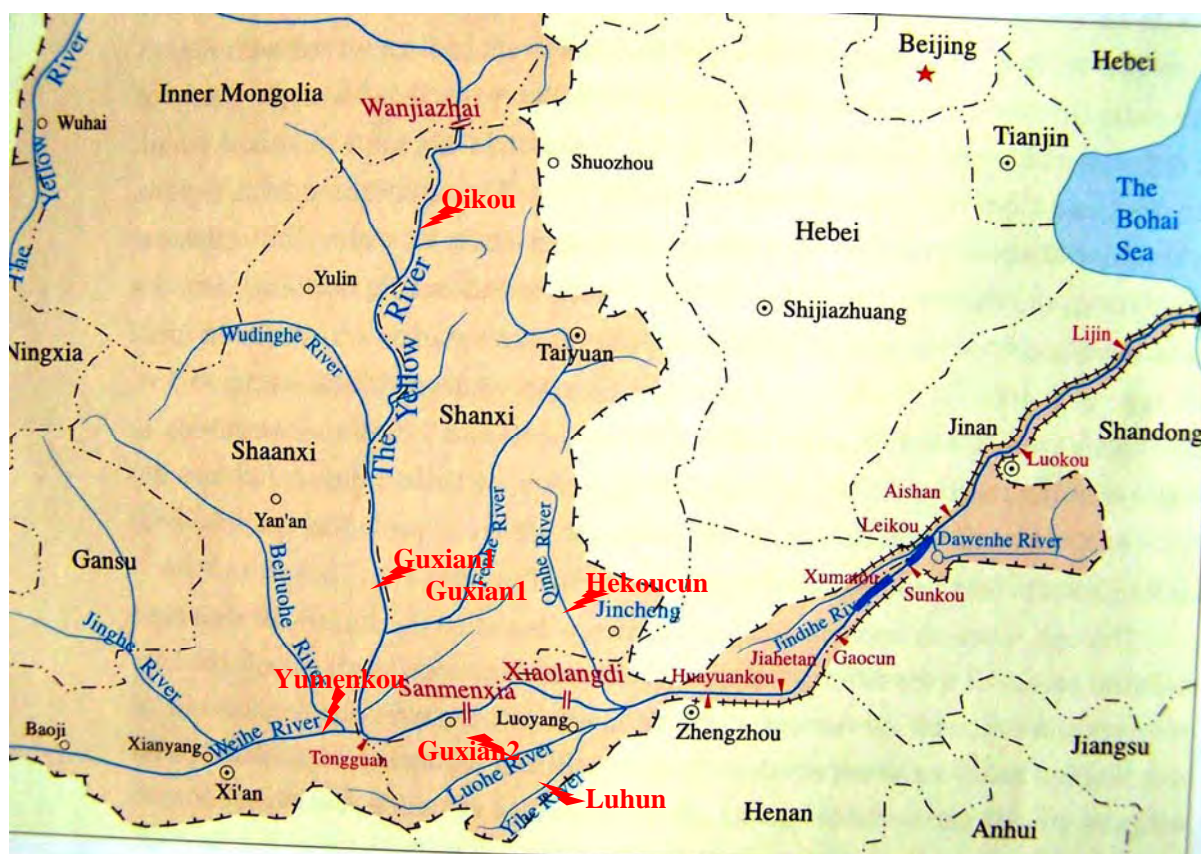 Beijing
Hebei
Inner Mongolia
The Yellow River
Wuhai
Wanjiazhai
Shuozhou
Tianjin
The
Bohai
Sea
Qikou
Hebei
Yulin
The Yellow River
Shijiazhuang
Wudinghe River
Taiyuan
Lijin
Ningxia
Shanxi
Shaanxi
Jinan
Shandong
Luokou
Yan'an
Aishan
Leikou
Dawenhe River
Gansu
Beiluohe River
Guxian1
Guxian1
Fenhe River
Qinhe River
Hekoucun
Jincheng
Xumatou
Sunkou
Jindihe River
Gaocun
Jiahetan
Jinghe River
Yumenkou
Sanmenxia
Xiaolangdi
Huayuankou
Zhengzhou
Baoji
Xianyang
Weihe River
Xi'an
Tongguan
Luoyang
Guxian2
Luohe River
Yihe River
Luhun
Henan
Jiangsu
Anhui